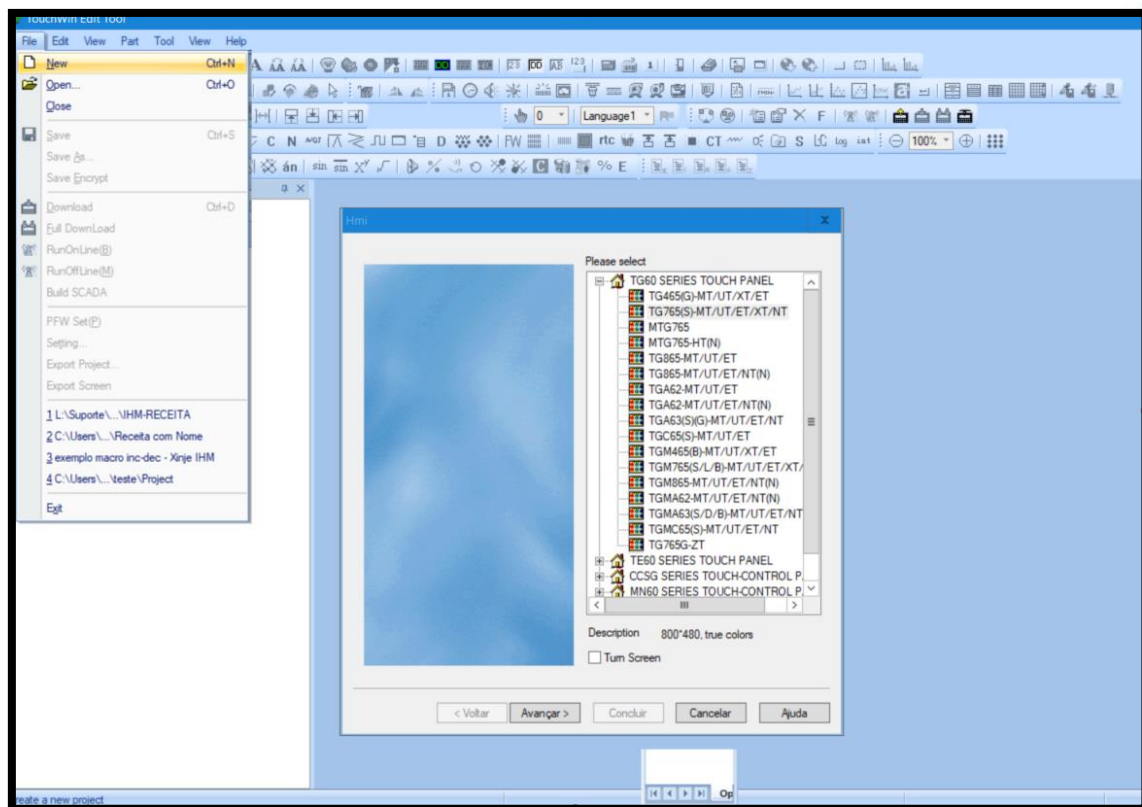 TouchWin Edit Tool
File Edit View Part Tool View Help
New Ctrl+N
Open... Ctrl+O
Close
Save Ctrl+S
Save As...
Save Encrypt
Download Ctrl+D
Full DownLoad
RunOnLine(B)
RunOffLine(M)
Build SCADA
PFW Set(P)
Setting...
Export Project...
Export Screen
1 L:\Suporte\...\IHM-RECEITA
2 C:\Users\...\Receita com Nome
3 exemplo macro inc-dec - Xinje IHM
4 C:\Users\...\teste\Project
Exit
0 Language1
C N D FW rtc CT S log 100%
án sin sin X^y C % E
Hmi x
Please select
TG60 SERIES TOUCH PANEL
TG465(G)-MT/UT/XT/ET
TG765(S)-MT/UT/ET/XT/NT
MTG765
MTG765-HT(N)
TG865-MT/UT/ET
TG865-MT/UT/ET/NT(N)
TGA62-MT/UT/ET
TGA62-MT/UT/ET/NT(N)
TGA63(S)(G)-MT/UT/ET/NT
TGC65(S)-MT/UT/ET
TGM465(B)-MT/UT/XT/ET
TGM765(S/L/B)-MT/UT/ET/XT/
TGM865-MT/UT/ET/NT(N)
TGMA62-MT/UT/ET/NT(N)
TGMA63(S/D/B)-MT/UT/ET/NT
TGMC65(S)-MT/UT/ET/NT
TG765G-ZT
TE60 SERIES TOUCH PANEL
CCSG SERIES TOUCH-CONTROL P.
MN60 SERIES TOUCH-CONTROL P.
Description 800*480, true colors
Turn Screen
< Voltar Avançar > Concluir Cancelar Ajuda
Op
reate a new project